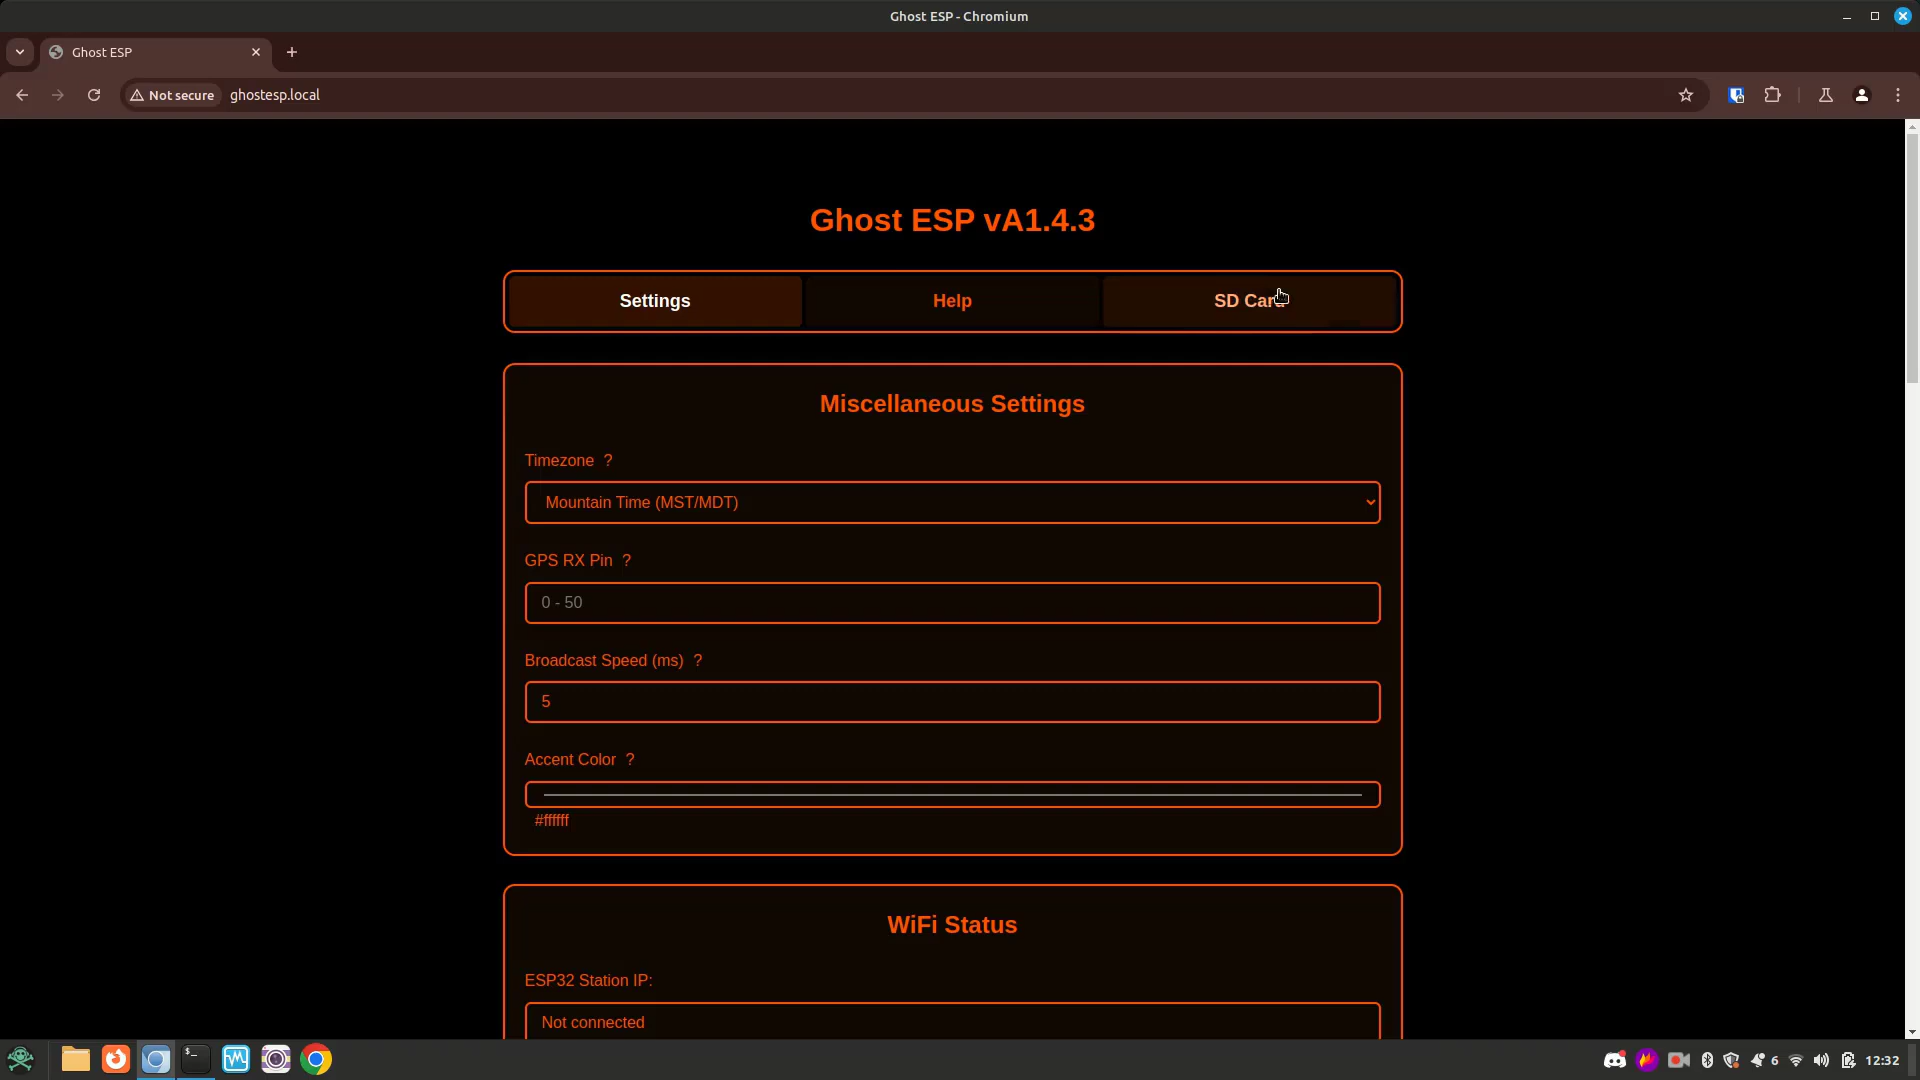 Ghost ESP - Chromium
Ghost ESP
Not secure
ghostesp.local
Ghost ESP vA1.4.3
Settings
Help
SD Card
Miscellaneous Settings
Timezone ?
Mountain Time (MST/MDT)
GPS RX Pin ?
0 - 50
Broadcast Speed (ms) ?
5
Accent Color ?
#ffffff
WiFi Status
ESP32 Station IP:
Not connected
6
12:32